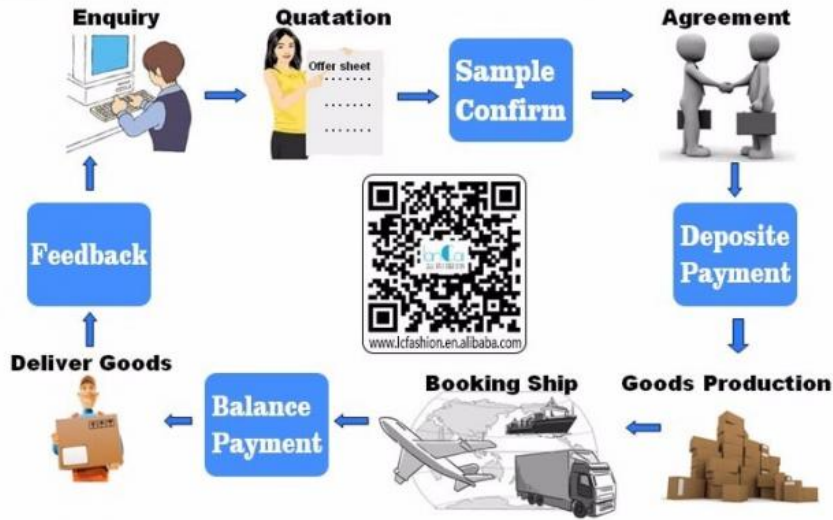 Enquiry
Quatation
Agreement
Offer sheet
Sample
Confirm
Feedback
Deposite
Payment
www.lcfashion.en.alibaba.com
Deliver Goods
Balance
Payment
Booking Ship
Goods Production